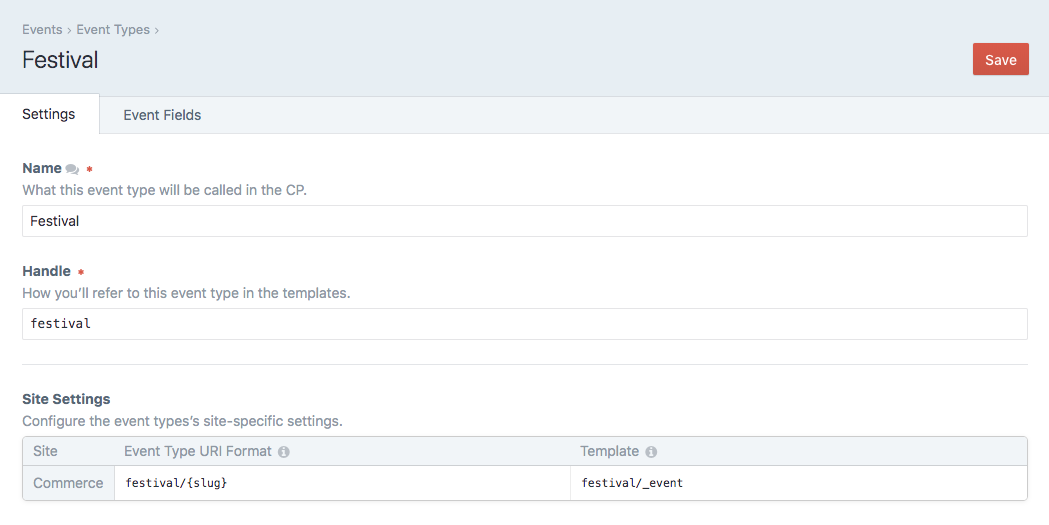 Events › Event Types ›
Festival
Save
Settings
Event Fields
Name *
What this event type will be called in the CP.
Festival
Handle *
How you’ll refer to this event type in the templates.
festival
Site Settings
Configure the event types’s site-specific settings.
Site Event Type URI Format Template
Commerce festival/{slug} festival/_event